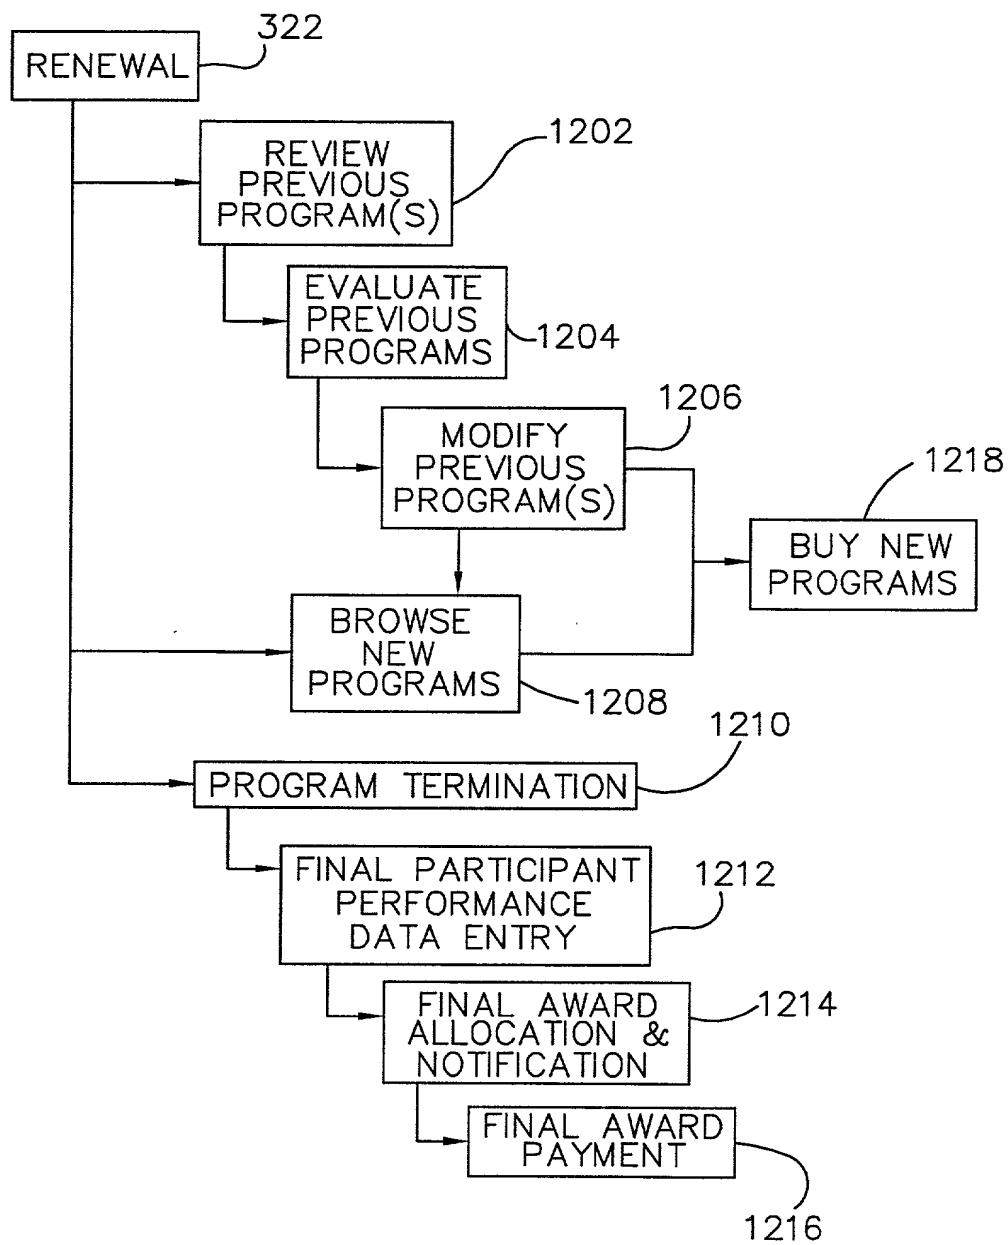 322
RENEWAL
1202
REVIEW
PREVIOUS
PROGRAM(S)
EVALUATE
PREVIOUS
PROGRAMS
1204
1206
MODIFY
PREVIOUS
PROGRAM(S)
1218
BUY NEW
PROGRAMS
BROWSE
NEW
PROGRAMS
1208
1210
PROGRAM TERMINATION
FINAL PARTICIPANT
PERFORMANCE
DATA ENTRY
1212
FINAL AWARD
ALLOCATION &
NOTIFICATION
1214
FINAL AWARD
PAYMENT
1216